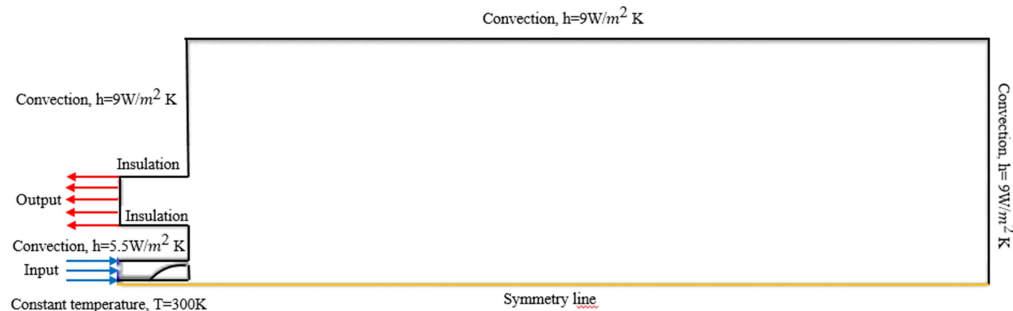 Convection, h=9W/m² K
Convection, h=9W/m² K
Insulation
Output
Insulation
Convection, h=5.5W/m² K
Input
Constant temperature, T=300K
Symmetry line
Convection, h= 9W/m² K